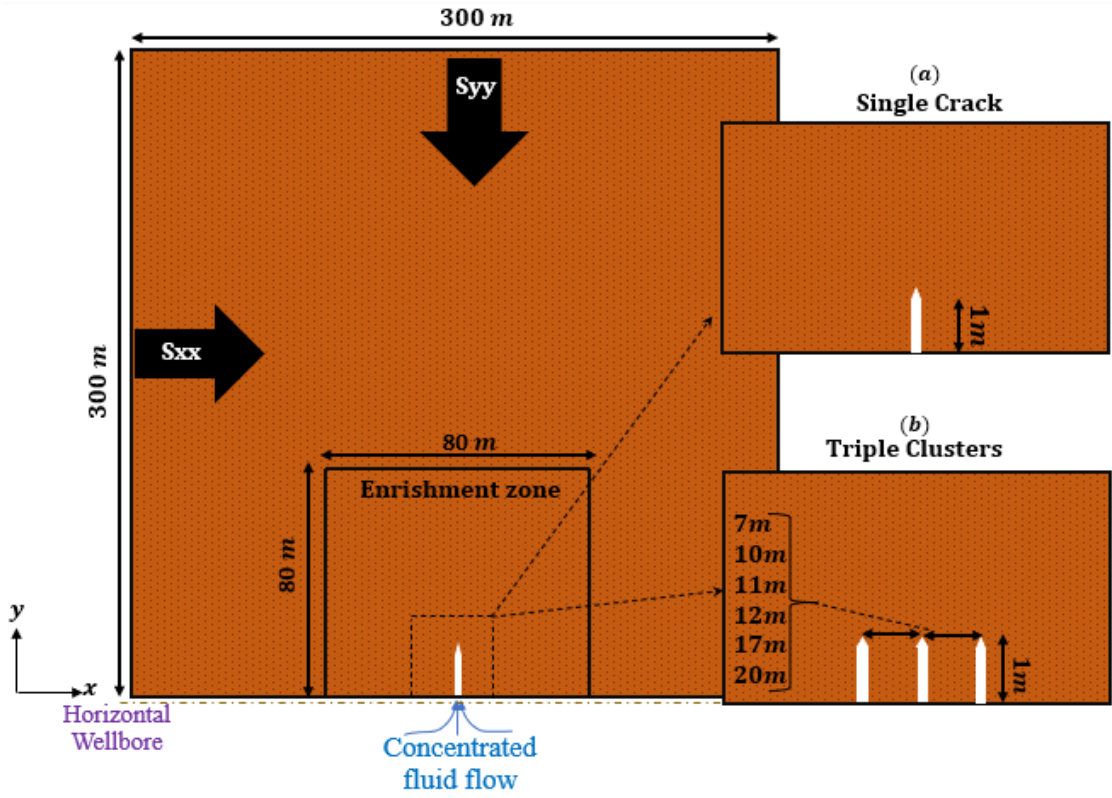 300 m
Syy
(a)
Single Crack
1m
Sxx
300 m
80 m
Enrishment zone
80 m
(b)
Triple Clusters
7m
10m
11m
12m
17m
20m
1m
y
x
Horizontal
Wellbore
Concentrated
fluid flow